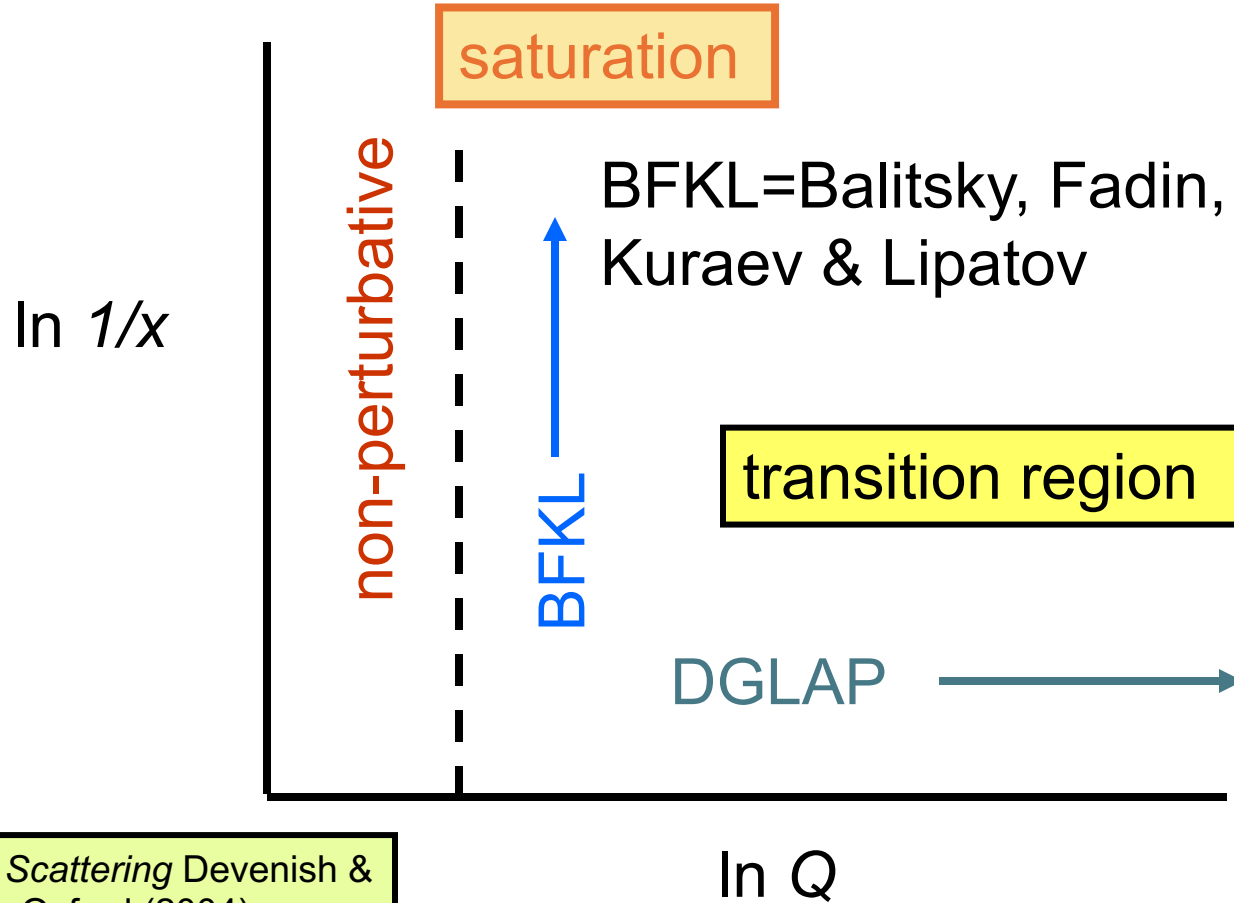 saturation
non-perturbative
BFKL=Balitsky, Fadin,
Kuraev & Lipatov
ln 1/x
BFKL
transition region
DGLAP
ln Q
Scattering Devenish &